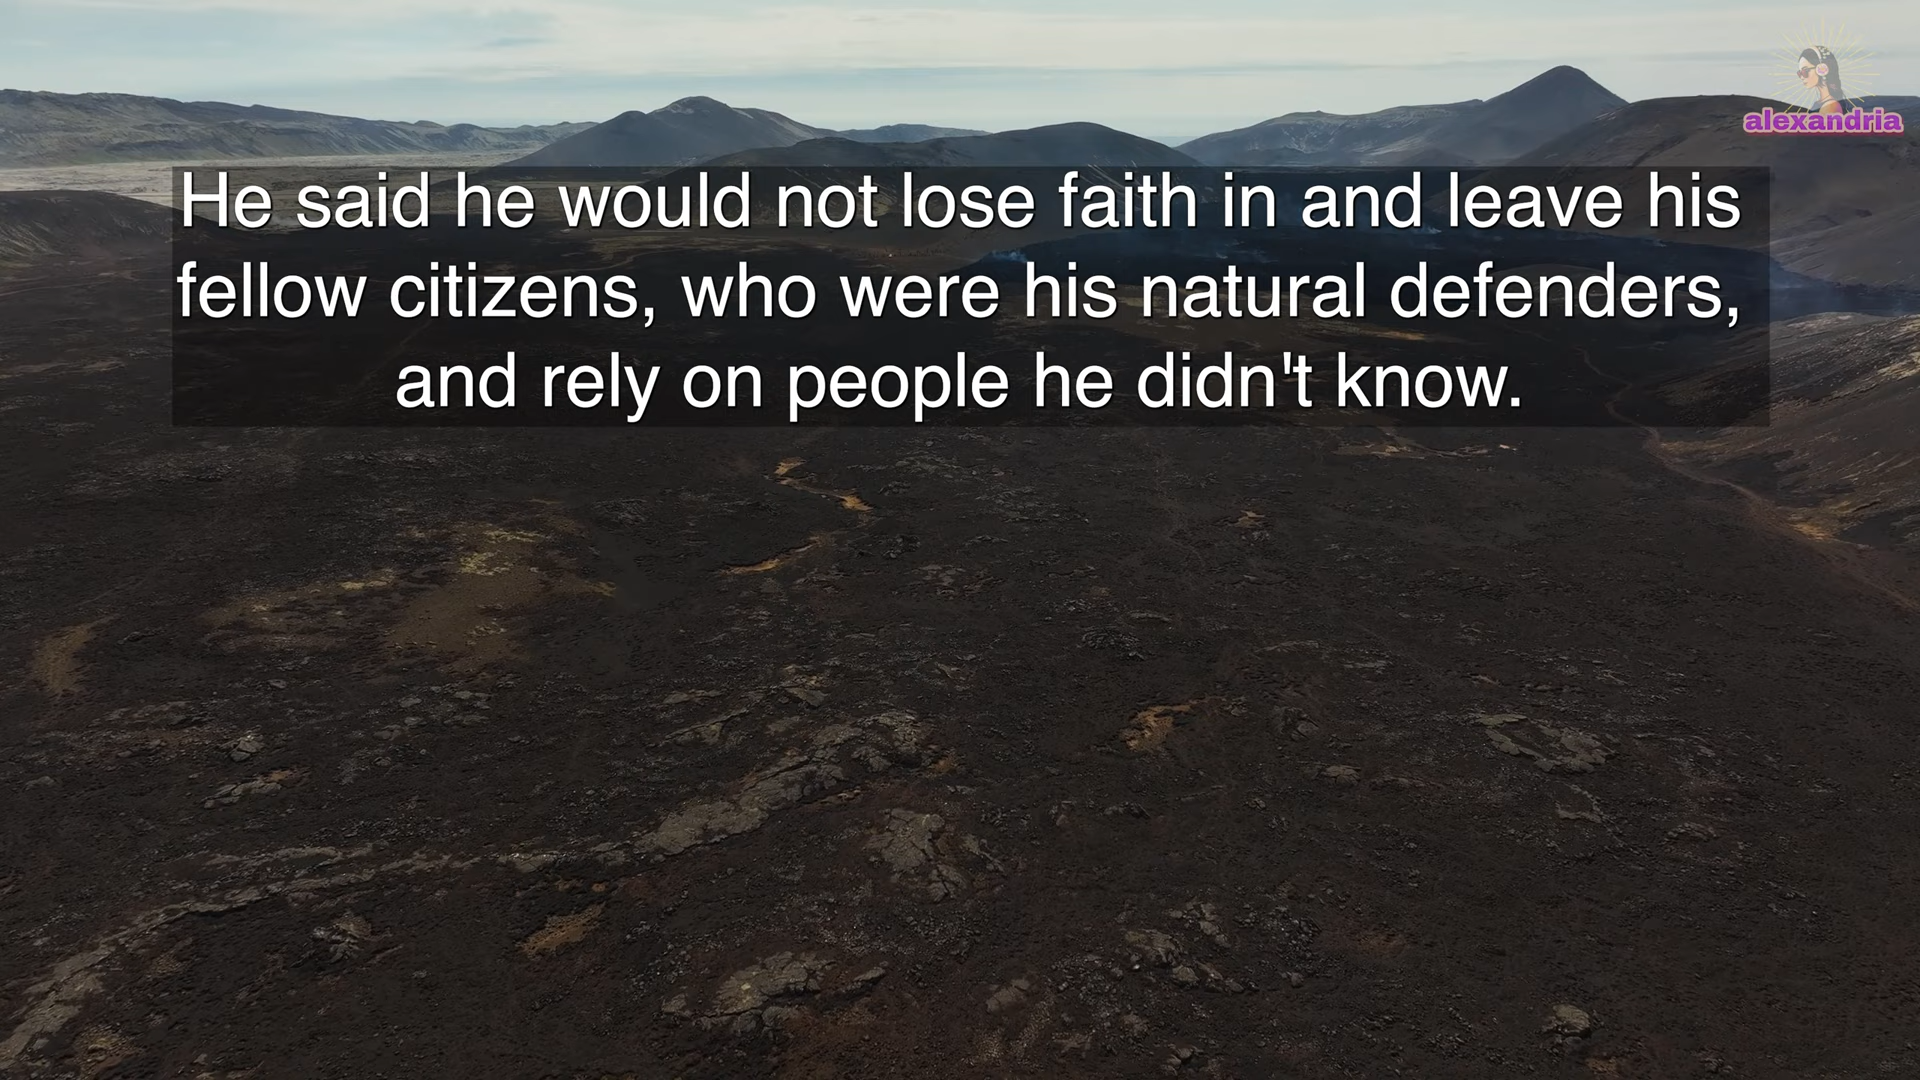 alexandria
He said he would not lose faith in and leave his
fellow citizens, who were his natural defenders,
and rely on people he didn't know.